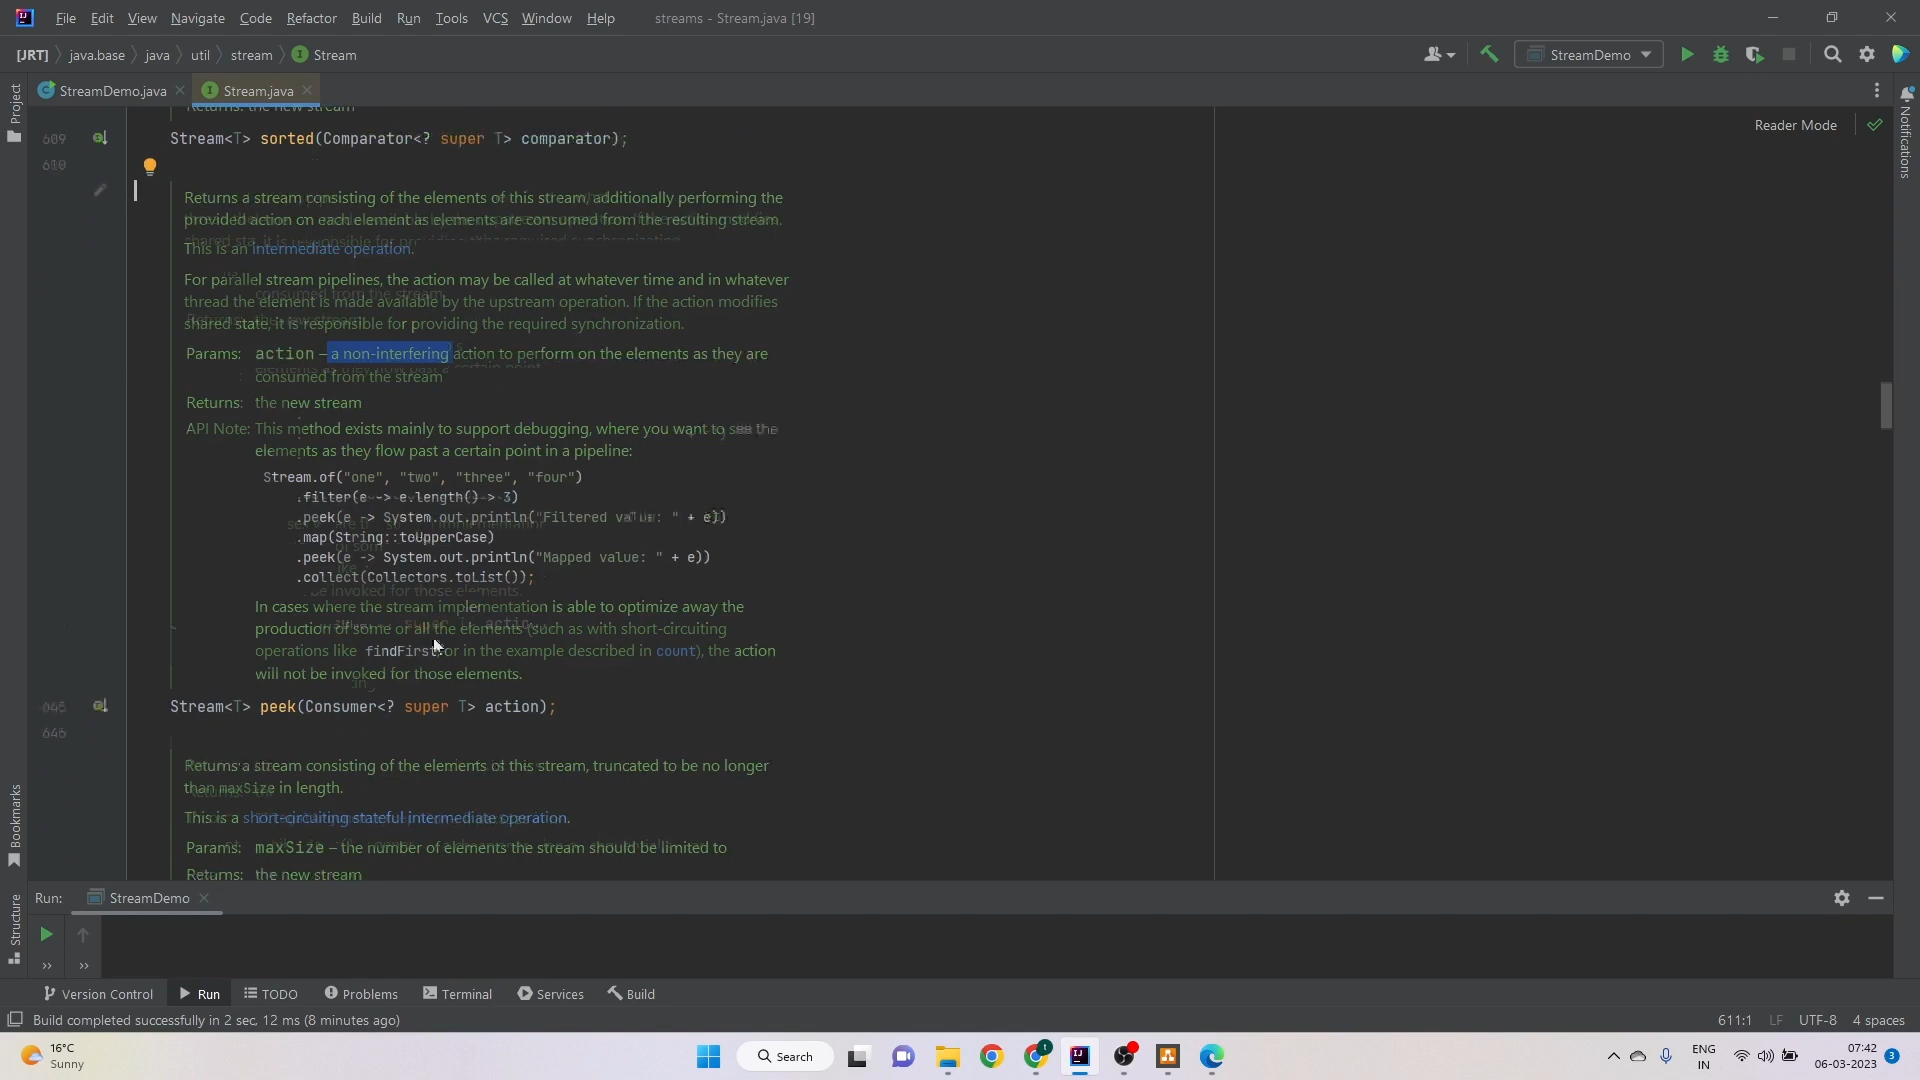 File Edit View Navigate Code Refactor Build Run Tools VCS Window Help streams - Stream.java [19]
[JRT] java.base java util stream Stream StreamDemo
Project StreamDemo.java Stream.java Notifications
Returns: the new stream
Reader Mode
609 Stream<T> sorted(Comparator<? super T> comparator);
610
Returns a stream consisting of the elements of this stream, additionally performing the
provided action on each element as elements are consumed from the resulting stream.
This is an intermediate operation.
For parallel stream pipelines, the action may be called at whatever time and in whatever
thread the element is made available by the upstream operation. If the action modifies
shared state, it is responsible for providing the required synchronization.
Params: action – a non-interfering action to perform on the elements as they are
consumed from the stream
Returns: the new stream
API Note: This method exists mainly to support debugging, where you want to see the
elements as they flow past a certain point in a pipeline:
Stream.of("one", "two", "three", "four")
.filter(e -> e.length() > 3)
.peek(e -> System.out.println("Filtered value: " + e))
.map(String::toUpperCase)
.peek(e -> System.out.println("Mapped value: " + e))
.collect(Collectors.toList());
In cases where the stream implementation is able to optimize away the
production of some or all the elements (such as with short-circuiting
operations like findFirst, or in the example described in count), the action
will not be invoked for those elements.
645 Stream<T> peek(Consumer<? super T> action);
646
Returns a stream consisting of the elements of this stream, truncated to be no longer
than maxSize in length.
This is a short-circuiting stateful intermediate operation.
Params: maxSize – the number of elements the stream should be limited to
Returns: the new stream
Bookmarks
Structure
Run: StreamDemo
Version Control Run TODO Problems Terminal Services Build
Build completed successfully in 2 sec, 12 ms (8 minutes ago) 611:1 LF UTF-8 4 spaces
16°C
Sunny
Search
ENG
IN
07:42
06-03-2023
3